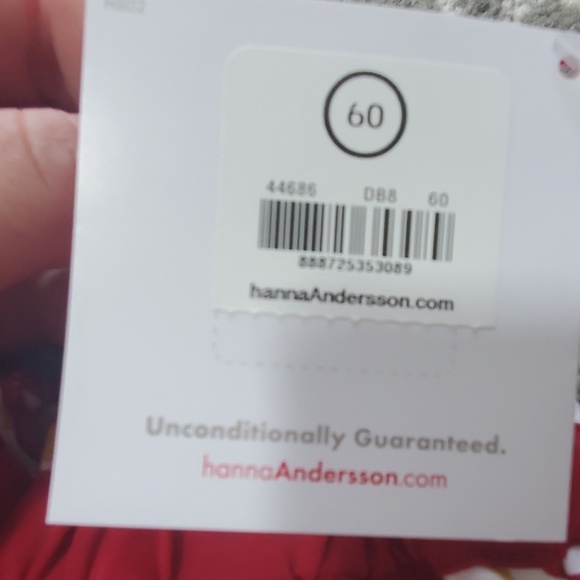 60
44686 DB8 60
888725353089
hannaAndersson.com
Unconditionally Guaranteed.
hannaAndersson.com